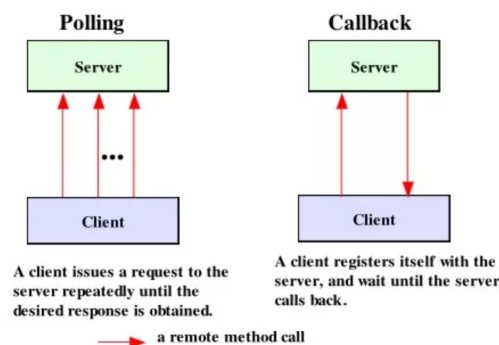 Polling
Callback
Server
Server
...
Client
Client
A client issues a request to the
server repeatedly until the
desired response is obtained.
A client registers itself with the
server, and wait until the server
calls back.
a remote method call